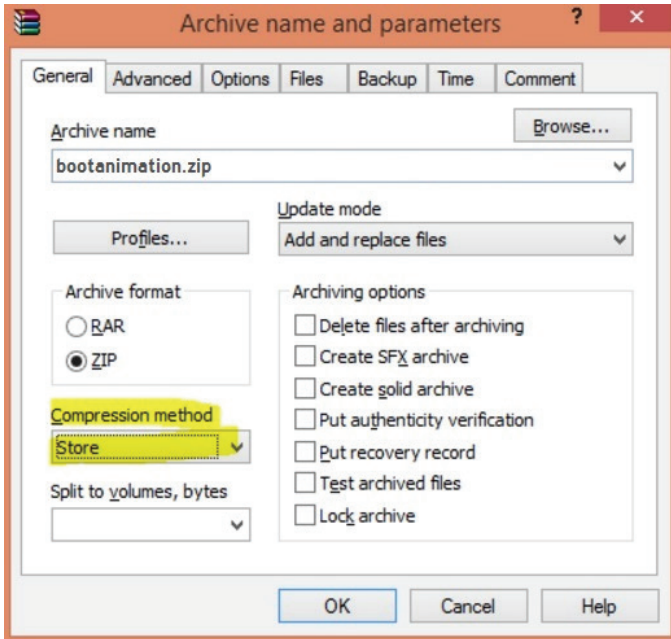 Archive name and parameters
? ×
General Advanced Options Files Backup Time Comment
Archive name
Browse...
bootanimation.zip
Profiles...
Update mode
Add and replace files
Archive format
RAR
ZIP
Compression method
Store
Split to volumes, bytes
Archiving options
Delete files after archiving
Create SFX archive
Create solid archive
Put authenticity verification
Put recovery record
Test archived files
Lock archive
OK Cancel Help